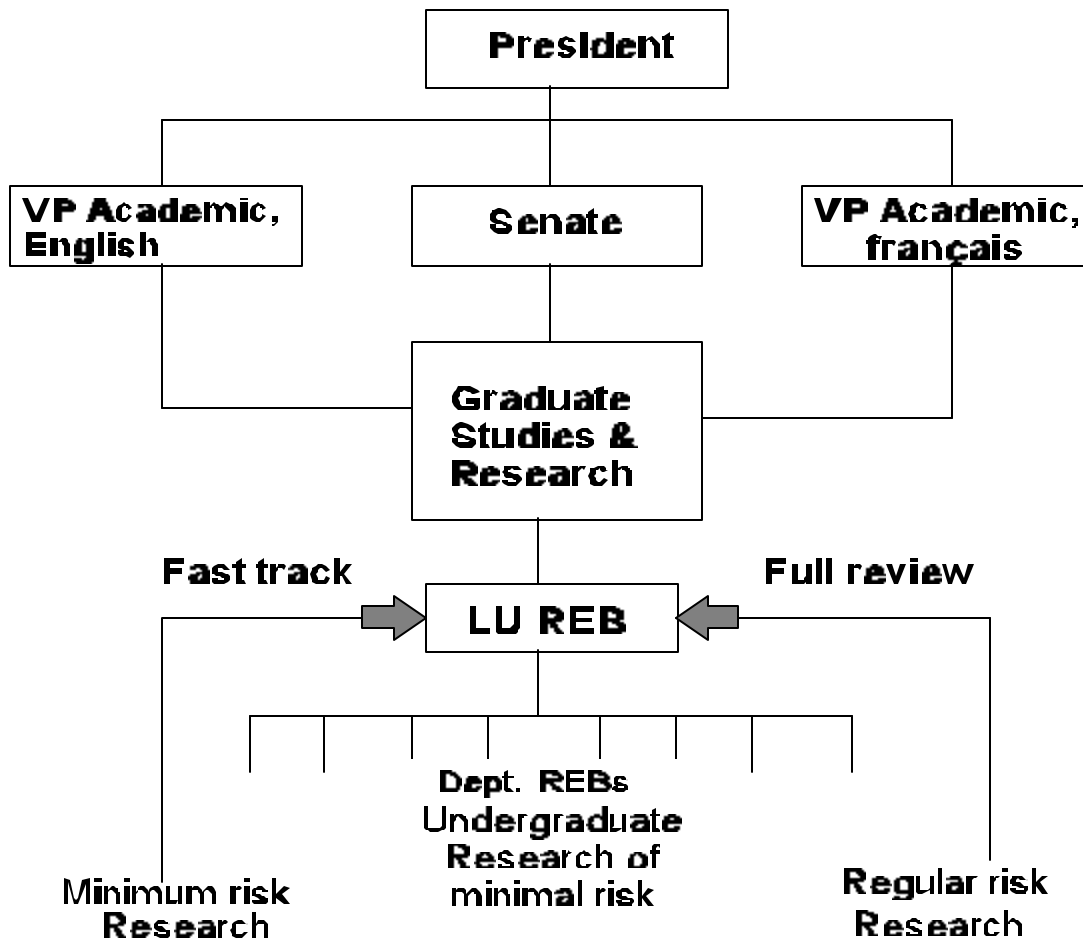 President
VP Academic,
English
Senate
VP Academic,
français
Graduate
Studies &
Research
Fast track
Full review
LU REB
Dept. REBs
Undergraduate
Research of
minimal risk
Minimum risk
Research
Regular risk
Research